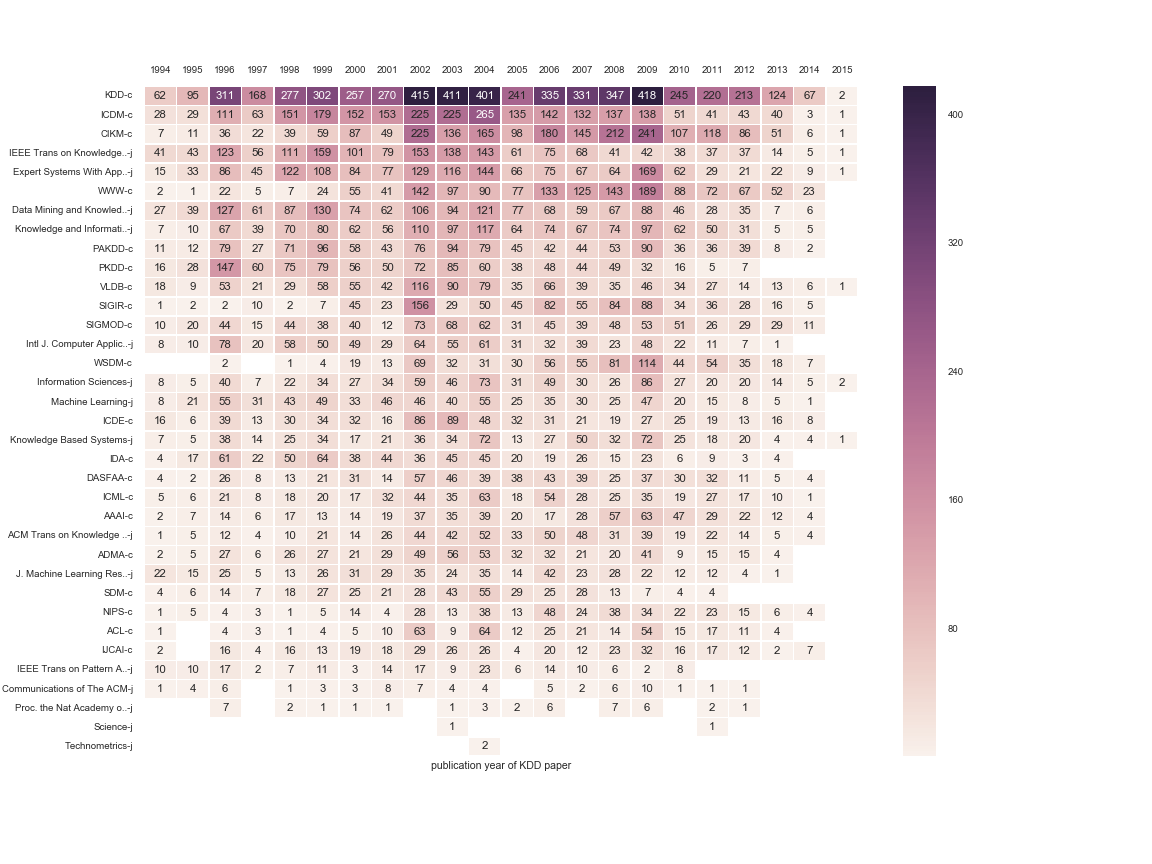 1994 1995 1996 1997 1998 1999 2000 2001 2002 2003 2004 2005 2006 2007 2008 2009 2010 2011 2012 2013 2014 2015
KDD-c 62 95 311 168 277 302 257 270 415 411 401 241 335 331 347 418 245 220 213 124 67 2
ICDM-c 28 29 111 63 151 179 152 153 225 225 265 135 142 132 137 138 51 41 43 40 3 1
400
CIKM-c 7 11 36 22 39 59 87 49 225 136 165 98 180 145 212 241 107 118 86 51 6 1
IEEE Trans on Knowledge..-j 41 43 123 56 111 159 101 79 153 138 143 61 75 68 41 42 38 37 37 14 5 1
Expert Systems With App..-j 15 33 86 45 122 108 84 77 129 116 144 66 75 67 64 169 62 29 21 22 9 1
WWW-c 2 1 22 5 7 24 55 41 142 97 90 77 133 125 143 189 88 72 67 52 23
Data Mining and Knowled..-j 27 39 127 61 87 130 74 62 106 94 121 77 68 59 67 88 46 28 35 7 6
Knowledge and Informati..-j 7 10 67 39 70 80 62 56 110 97 117 64 74 67 74 97 62 50 31 5 5
320
PAKDD-c 11 12 79 27 71 96 58 43 76 94 79 45 42 44 53 90 36 36 39 8 2
PKDD-c 16 28 147 60 75 79 56 50 72 85 60 38 48 44 49 32 16 5 7
VLDB-c 18 9 53 21 29 58 55 42 116 90 79 35 66 39 35 46 34 27 14 13 6 1
SIGIR-c 1 2 2 10 2 7 45 23 156 29 50 45 82 55 84 88 34 36 28 16 5
SIGMOD-c 10 20 44 15 44 38 40 12 73 68 62 31 45 39 48 53 51 26 29 29 11
Intl J. Computer Applic..-j 8 10 78 20 58 50 49 29 64 55 61 31 32 39 23 48 22 11 7 1
WSDM-c 2 1 4 19 13 69 32 31 30 56 55 81 114 44 54 35 18 7
240
Information Sciences-j 8 5 40 7 22 34 27 34 59 46 73 31 49 30 26 86 27 20 20 14 5 2
Machine Learning-j 8 21 55 31 43 49 33 46 46 40 55 25 35 30 25 47 20 15 8 5 1
ICDE-c 16 6 39 13 30 34 32 16 86 89 48 32 31 21 19 27 25 19 13 16 8
Knowledge Based Systems-j 7 5 38 14 25 34 17 21 36 34 72 13 27 50 32 72 25 18 20 4 4 1
IDA-c 4 17 61 22 50 64 38 44 36 45 45 20 19 26 15 23 6 9 3 4
DASFAA-c 4 2 26 8 13 21 31 14 57 46 39 38 43 39 25 37 30 32 11 5 4
ICML-c 5 6 21 8 18 20 17 32 44 35 63 18 54 28 25 35 19 27 17 10 1
160
AAAI-c 2 7 14 6 17 13 14 19 37 35 39 20 17 28 57 63 47 29 22 12 4
ACM Trans on Knowledge ..-j 1 5 12 4 10 21 14 26 44 42 52 33 50 48 31 39 19 22 14 5 4
ADMA-c 2 5 27 6 26 27 21 29 49 56 53 32 32 21 20 41 9 15 15 4
J. Machine Learning Res..-j 22 15 25 5 13 26 31 29 35 24 35 14 42 23 28 22 12 12 4 1
SDM-c 4 6 14 7 18 27 25 21 28 43 55 29 25 28 13 7 4 4
NIPS-c 1 5 4 3 1 5 14 4 28 13 38 13 48 24 38 34 22 23 15 6 4
ACL-c 1 4 3 1 4 5 10 63 9 64 12 25 21 14 54 15 17 11 4
80
IJCAI-c 2 16 4 16 13 19 18 29 26 26 4 20 12 23 32 16 17 12 2 7
IEEE Trans on Pattern A..-j 10 10 17 2 7 11 3 14 17 9 23 6 14 10 6 2 8
Communications of The ACM-j 1 4 6 1 3 3 8 7 4 4 5 2 6 10 1 1 1
Proc. the Nat Academy o..-j 7 2 1 1 1 1 3 2 6 7 6 2 1
Science-j 1 1
Technometrics-j 2
publication year of KDD paper